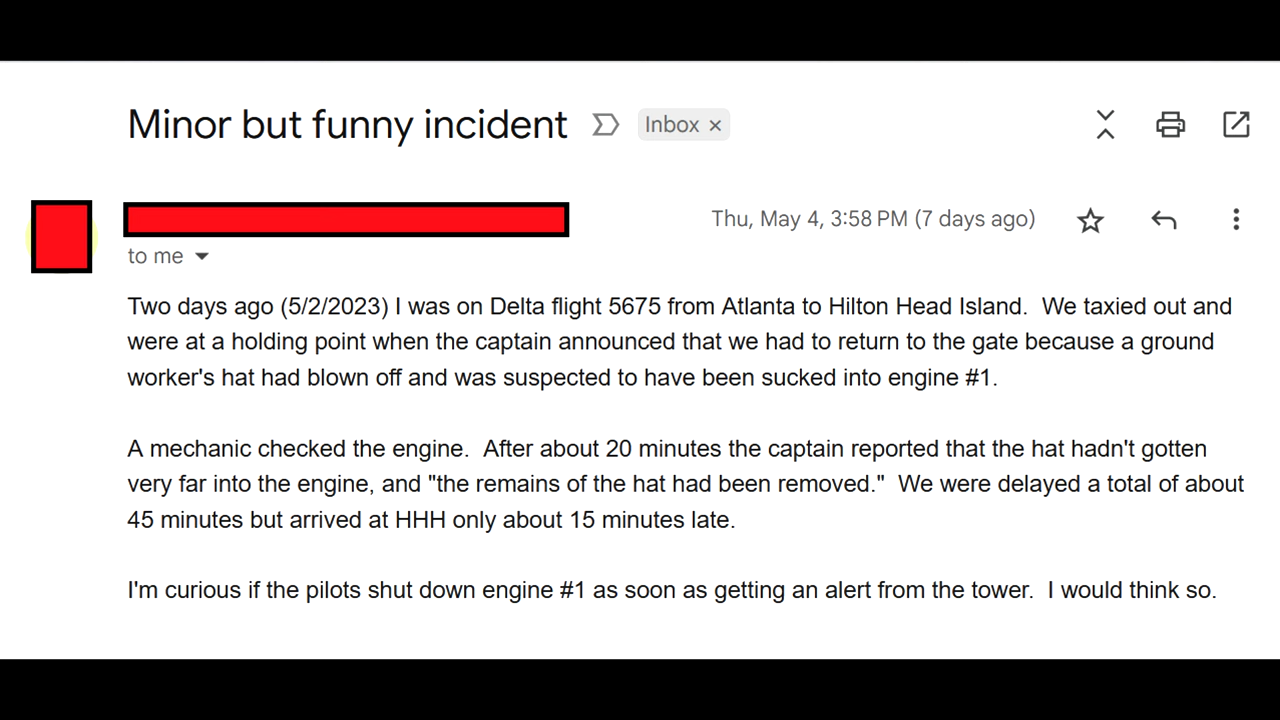 Minor but funny incident Inbox ×
Thu, May 4, 3:58 PM (7 days ago)
to me
Two days ago (5/2/2023) I was on Delta flight 5675 from Atlanta to Hilton Head Island.  We taxied out and
were at a holding point when the captain announced that we had to return to the gate because a ground
worker's hat had blown off and was suspected to have been sucked into engine #1.
A mechanic checked the engine.  After about 20 minutes the captain reported that the hat hadn't gotten
very far into the engine, and "the remains of the hat had been removed."  We were delayed a total of about
45 minutes but arrived at HHH only about 15 minutes late.
I'm curious if the pilots shut down engine #1 as soon as getting an alert from the tower.  I would think so.